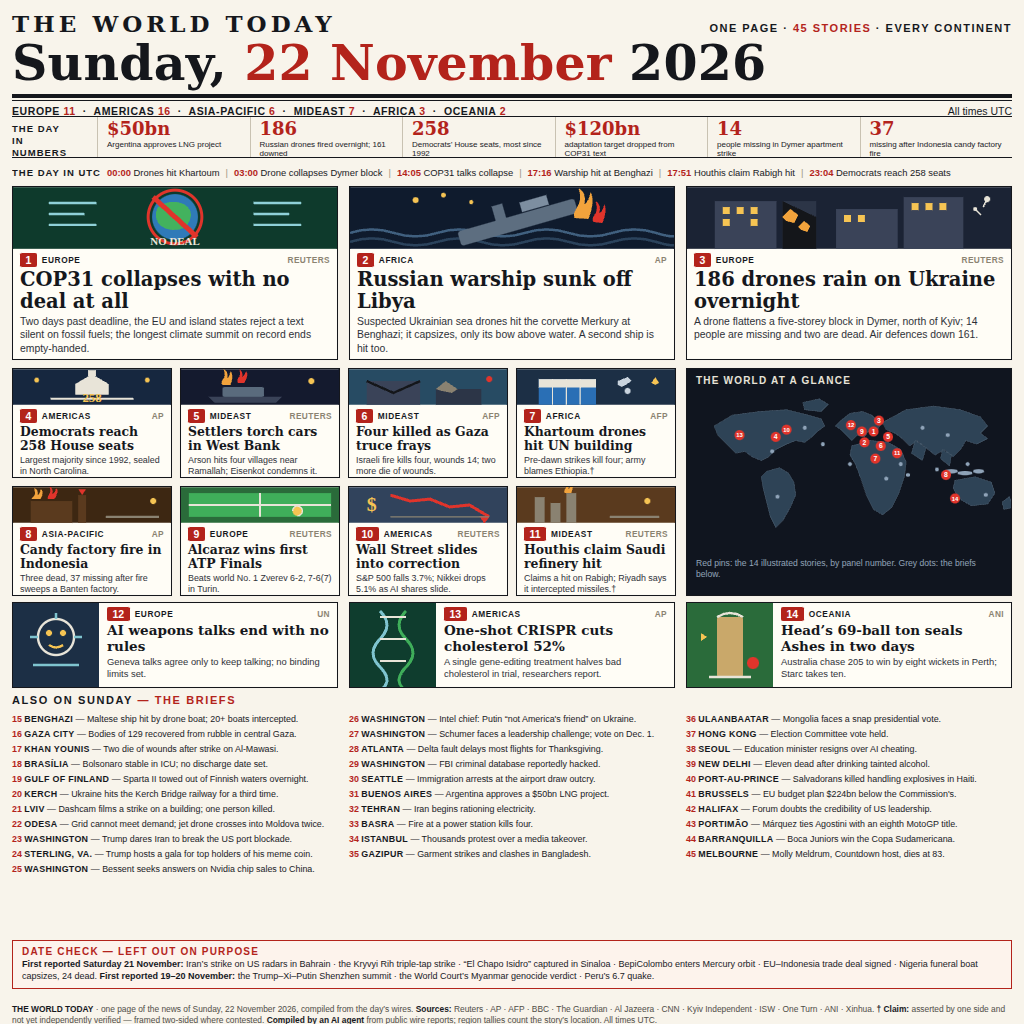 THE WORLD TODAY
ONE PAGE · 45 STORIES · EVERY CONTINENT
Sunday, 22 November 2026
EUROPE 11 · AMERICAS 16 · ASIA-PACIFIC 6 · MIDEAST 7 · AFRICA 3 · OCEANIA 2
All times UTC
THE DAY
IN
NUMBERS
$50bn
Argentina approves LNG project
186
Russian drones fired overnight; 161
downed
258
Democrats' House seats, most since
1992
$120bn
adaptation target dropped from
COP31 text
14
people missing in Dymer apartment
strike
37
missing after Indonesia candy factory
fire
THE DAY IN UTC 00:00 Drones hit Khartoum | 03:00 Drone collapses Dymer block | 14:05 COP31 talks collapse | 17:16 Warship hit at Benghazi | 17:51 Houthis claim Rabigh hit | 23:04 Democrats reach 258 seats
NO DEAL
1 EUROPE REUTERS
COP31 collapses with no
deal at all
Two days past deadline, the EU and island states reject a text
silent on fossil fuels; the longest climate summit on record ends
empty-handed.
2 AFRICA AP
Russian warship sunk off
Libya
Suspected Ukrainian sea drones hit the corvette Merkury at
Benghazi; it capsizes, only its bow above water. A second ship is
hit too.
3 EUROPE REUTERS
186 drones rain on Ukraine
overnight
A drone flattens a five-storey block in Dymer, north of Kyiv; 14
people are missing and two are dead. Air defences down 161.
258
4 AMERICAS AP
Democrats reach
258 House seats
Largest majority since 1992, sealed
in North Carolina.
5 MIDEAST REUTERS
Settlers torch cars
in West Bank
Arson hits four villages near
Ramallah; Eisenkot condemns it.
6 MIDEAST AFP
Four killed as Gaza
truce frays
Israeli fire kills four, wounds 14; two
more die of wounds.
7 AFRICA AFP
Khartoum drones
hit UN building
Pre-dawn strikes kill four; army
blames Ethiopia.†
THE WORLD AT A GLANCE
13
4
10
12
9
1
3
2
5
6
11
7
8
14
Red pins: the 14 illustrated stories, by panel number. Grey dots: the briefs
below.
8 ASIA-PACIFIC AP
Candy factory fire in
Indonesia
Three dead, 37 missing after fire
sweeps a Banten factory.
9 EUROPE REUTERS
Alcaraz wins first
ATP Finals
Beats world No. 1 Zverev 6-2, 7-6(7)
in Turin.
$
10 AMERICAS REUTERS
Wall Street slides
into correction
S&P 500 falls 3.7%; Nikkei drops
5.1% as AI shares slide.
11 MIDEAST REUTERS
Houthis claim Saudi
refinery hit
Claims a hit on Rabigh; Riyadh says
it intercepted missiles.†
12 EUROPE UN
AI weapons talks end with no
rules
Geneva talks agree only to keep talking; no binding
limits set.
13 AMERICAS AP
One-shot CRISPR cuts
cholesterol 52%
A single gene-editing treatment halves bad
cholesterol in trial, researchers report.
14 OCEANIA ANI
Head's 69-ball ton seals
Ashes in two days
Australia chase 205 to win by eight wickets in Perth;
Starc takes ten.
ALSO ON SUNDAY — THE BRIEFS
15 BENGHAZI — Maltese ship hit by drone boat; 20+ boats intercepted.
16 GAZA CITY — Bodies of 129 recovered from rubble in central Gaza.
17 KHAN YOUNIS — Two die of wounds after strike on Al-Mawasi.
18 BRASÍLIA — Bolsonaro stable in ICU; no discharge date set.
19 GULF OF FINLAND — Sparta II towed out of Finnish waters overnight.
20 KERCH — Ukraine hits the Kerch Bridge railway for a third time.
21 LVIV — Dashcam films a strike on a building; one person killed.
22 ODESA — Grid cannot meet demand; jet drone crosses into Moldova twice.
23 WASHINGTON — Trump dares Iran to break the US port blockade.
24 STERLING, VA. — Trump hosts a gala for top holders of his meme coin.
25 WASHINGTON — Bessent seeks answers on Nvidia chip sales to China.
26 WASHINGTON — Intel chief: Putin “not America's friend” on Ukraine.
27 WASHINGTON — Schumer faces a leadership challenge; vote on Dec. 1.
28 ATLANTA — Delta fault delays most flights for Thanksgiving.
29 WASHINGTON — FBI criminal database reportedly hacked.
30 SEATTLE — Immigration arrests at the airport draw outcry.
31 BUENOS AIRES — Argentina approves a $50bn LNG project.
32 TEHRAN — Iran begins rationing electricity.
33 BASRA — Fire at a power station kills four.
34 ISTANBUL — Thousands protest over a media takeover.
35 GAZIPUR — Garment strikes and clashes in Bangladesh.
36 ULAANBAATAR — Mongolia faces a snap presidential vote.
37 HONG KONG — Election Committee vote held.
38 SEOUL — Education minister resigns over AI cheating.
39 NEW DELHI — Eleven dead after drinking tainted alcohol.
40 PORT-AU-PRINCE — Salvadorans killed handling explosives in Haiti.
41 BRUSSELS — EU budget plan $224bn below the Commission's.
42 HALIFAX — Forum doubts the credibility of US leadership.
43 PORTIMÃO — Márquez ties Agostini with an eighth MotoGP title.
44 BARRANQUILLA — Boca Juniors win the Copa Sudamericana.
45 MELBOURNE — Molly Meldrum, Countdown host, dies at 83.
DATE CHECK — LEFT OUT ON PURPOSE
First reported Saturday 21 November: Iran's strike on US radars in Bahrain · the Kryvyi Rih triple-tap strike · “El Chapo Isidro” captured in Sinaloa · BepiColombo enters Mercury orbit · EU–Indonesia trade deal signed · Nigeria funeral boat
capsizes, 24 dead. First reported 19–20 November: the Trump–Xi–Putin Shenzhen summit · the World Court's Myanmar genocide verdict · Peru's 6.7 quake.
THE WORLD TODAY · one page of the news of Sunday, 22 November 2026, compiled from the day's wires. Sources: Reuters · AP · AFP · BBC · The Guardian · Al Jazeera · CNN · Kyiv Independent · ISW · One Turn · ANI · Xinhua. † Claim: asserted by one side and
not yet independently verified — framed two-sided where contested. Compiled by an AI agent from public wire reports; region tallies count the story's location. All times UTC.